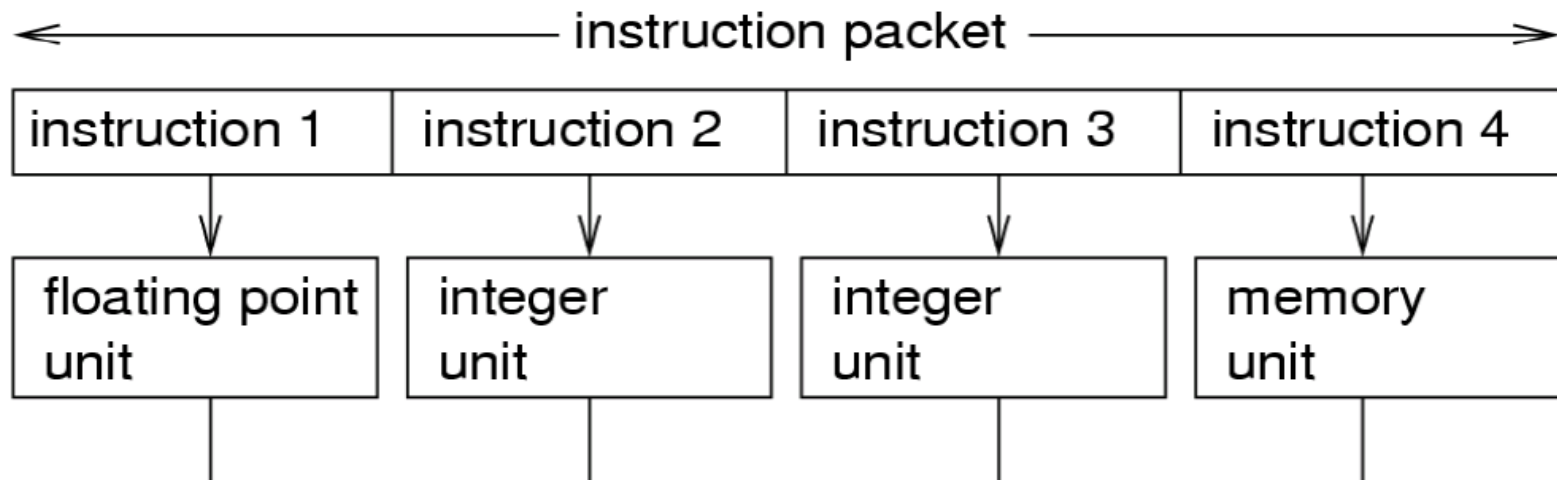 instruction packet
instruction 1 instruction 2 instruction 3 instruction 4
floating point integer integer memory
unit unit unit unit